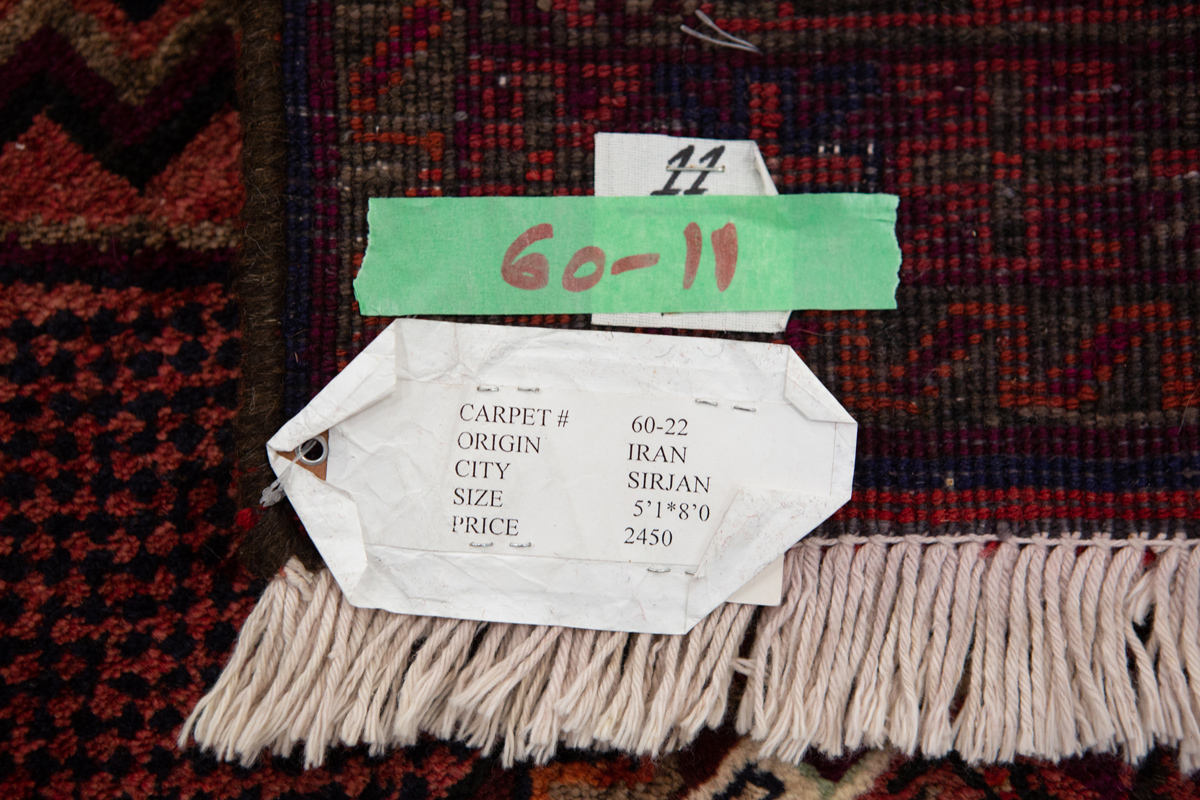 11
60-11
CARPET # 60-22
ORIGIN IRAN
CITY SIRJAN
SIZE 5'1*8'0
PRICE 2450